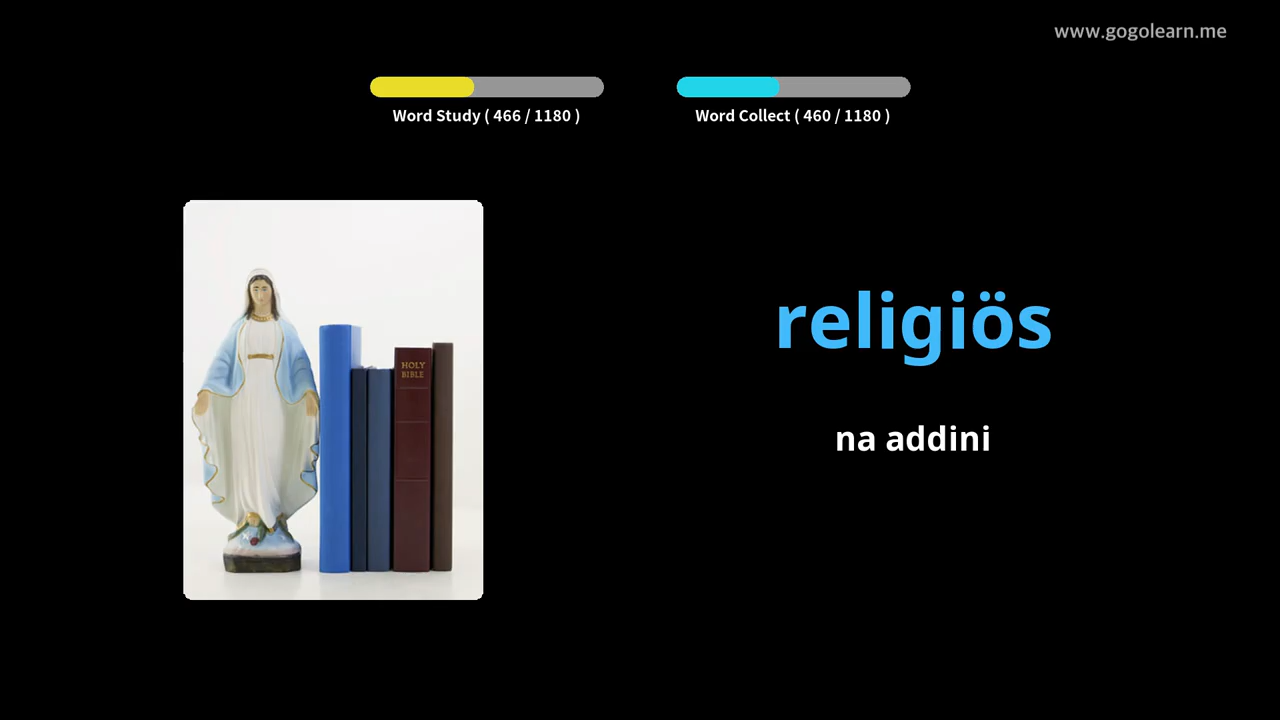 www.gogolearn.me
Word Study ( 466 / 1180 )
Word Collect ( 460 / 1180 )
HOLY
BIBLE
religiös
na addini